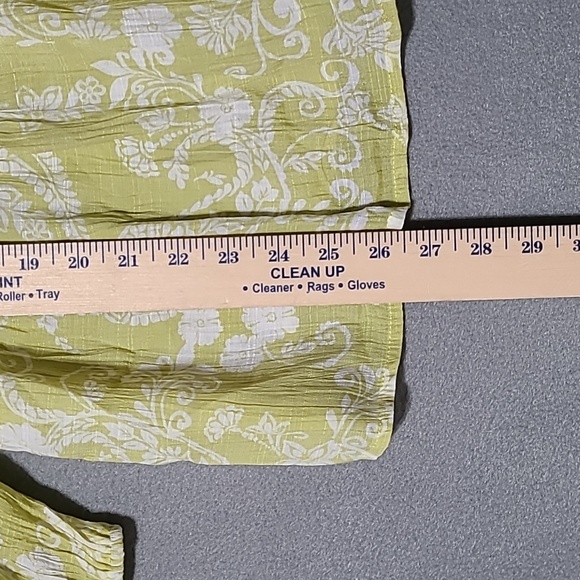 19 20 21 22 23 24 25 26 27 28 29 3
INT CLEAN UP
Roller • Tray • Cleaner • Rags • Gloves